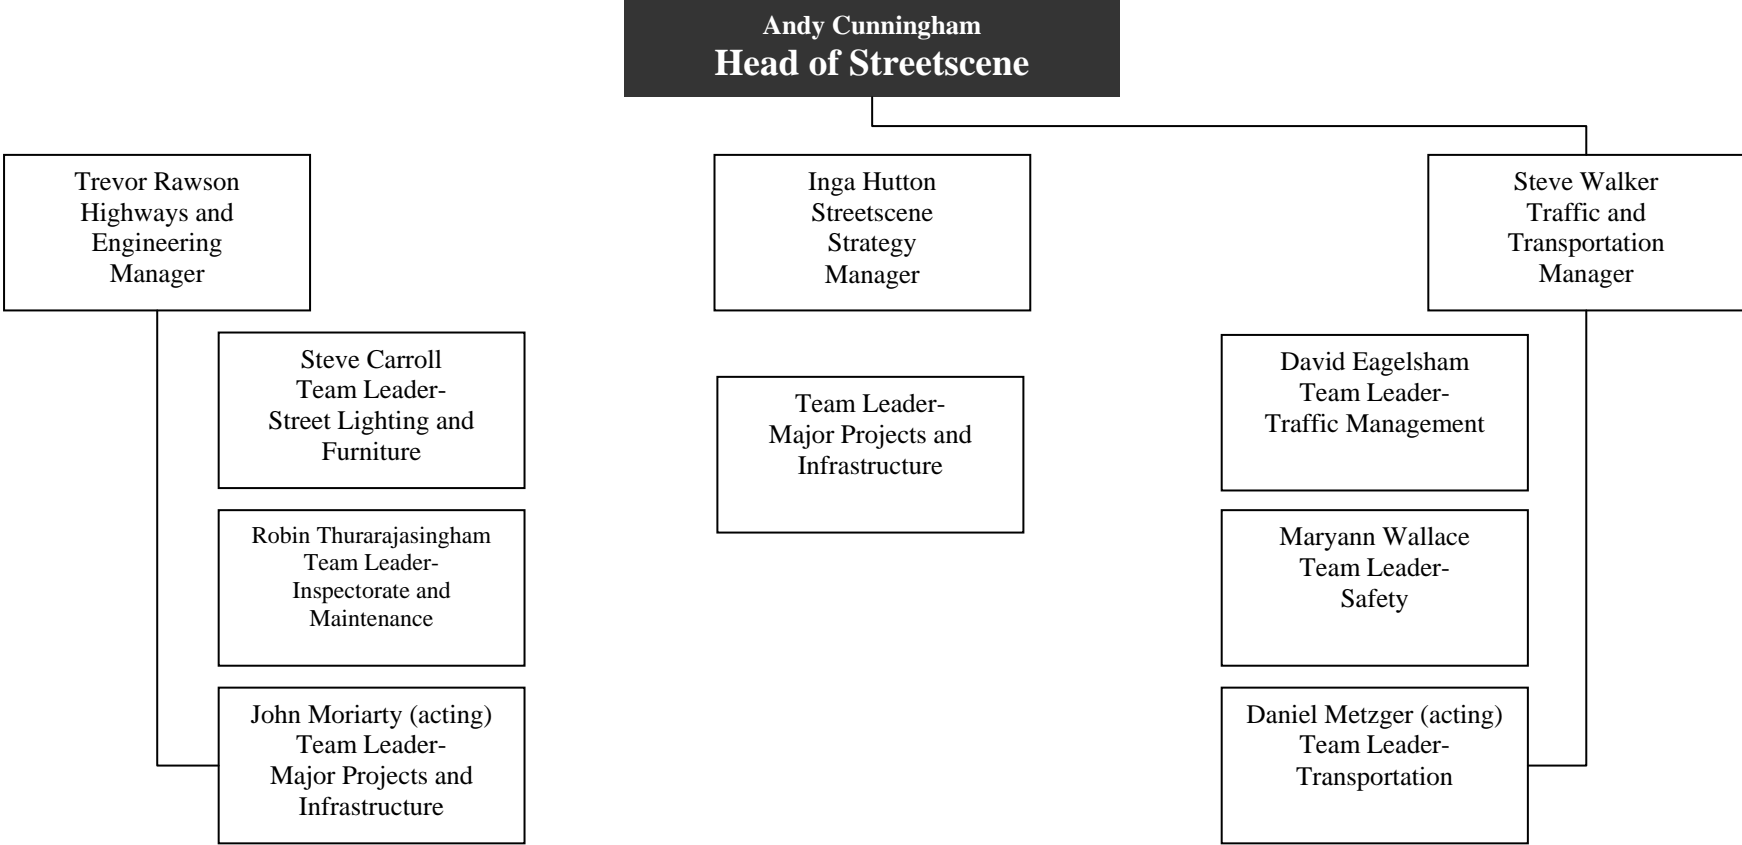 Andy Cunningham
Head of Streetscene
Trevor Rawson
Highways and
Engineering
Manager
Inga Hutton
Streetscene
Strategy
Manager
Steve Walker
Traffic and
Transportation
Manager
Steve Carroll
Team Leader-
Street Lighting and
Furniture
Team Leader-
Major Projects and
Infrastructure
David Eagelsham
Team Leader-
Traffic Management
Robin Thurarajasingham
Team Leader-
Inspectorate and
Maintenance
Maryann Wallace
Team Leader-
Safety
John Moriarty (acting)
Team Leader-
Major Projects and
Infrastructure
Daniel Metzger (acting)
Team Leader-
Transportation